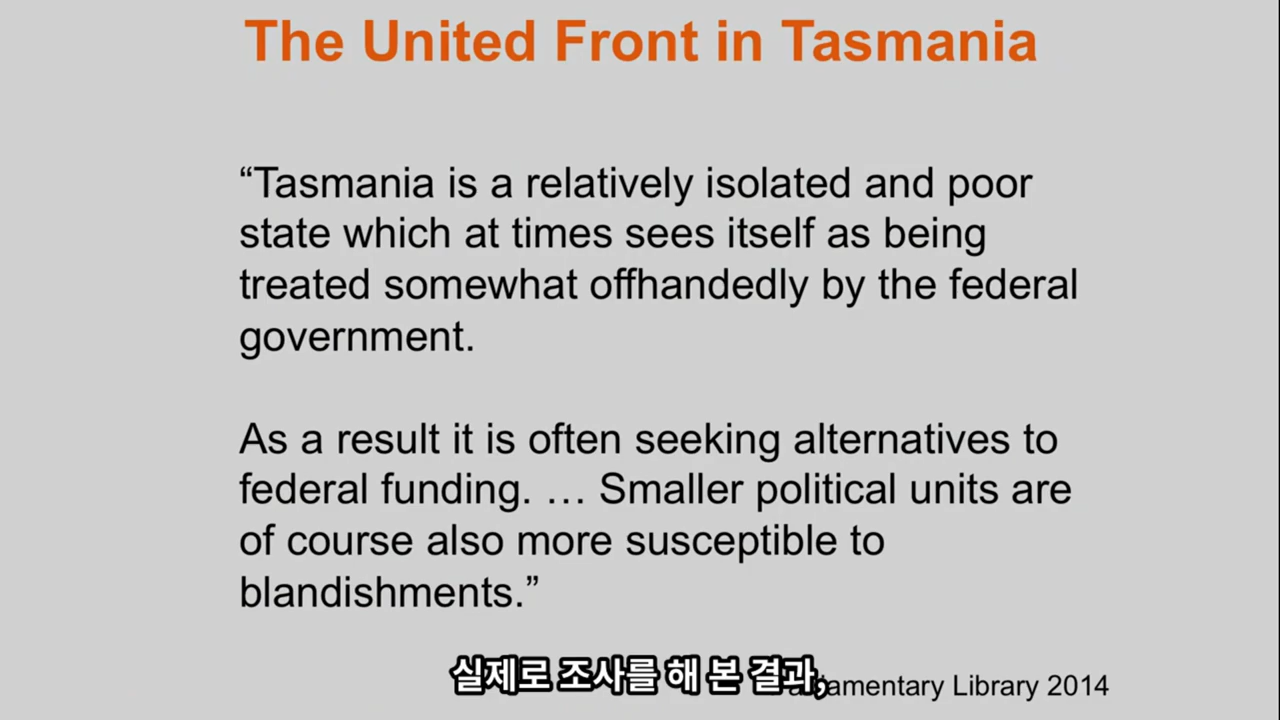 The United Front in Tasmania
“Tasmania is a relatively isolated and poor
state which at times sees itself as being
treated somewhat offhandedly by the federal
government.
As a result it is often seeking alternatives to
federal funding. … Smaller political units are
of course also more susceptible to
blandishments.”
실제로 조사를 해 본 결과,
Library 2014